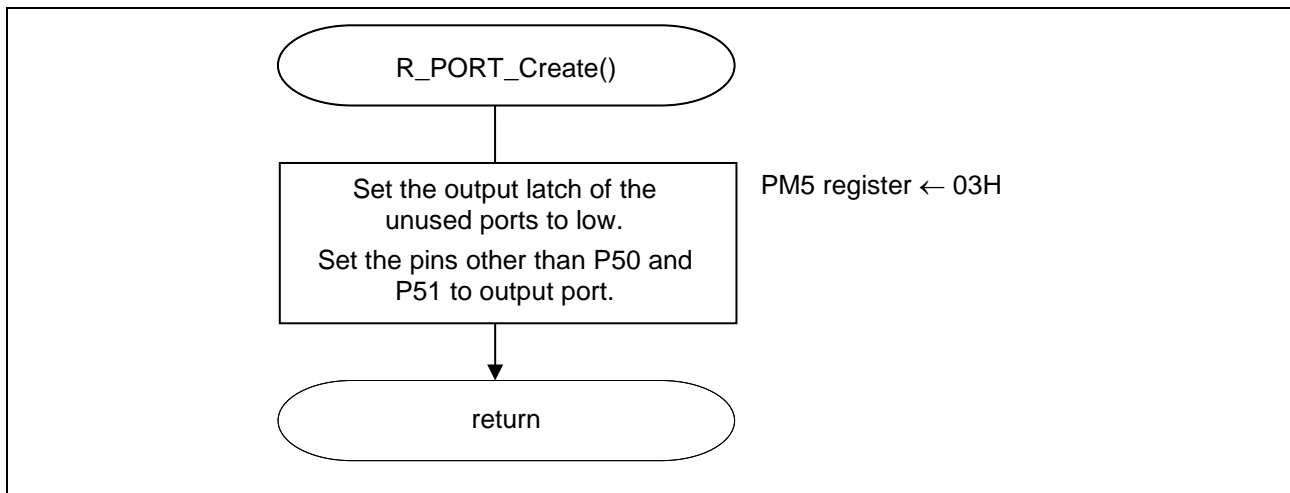 R_PORT_Create()
Set the output latch of the
unused ports to low.
Set the pins other than P50 and
P51 to output port.
PM5 register ← 03H
return